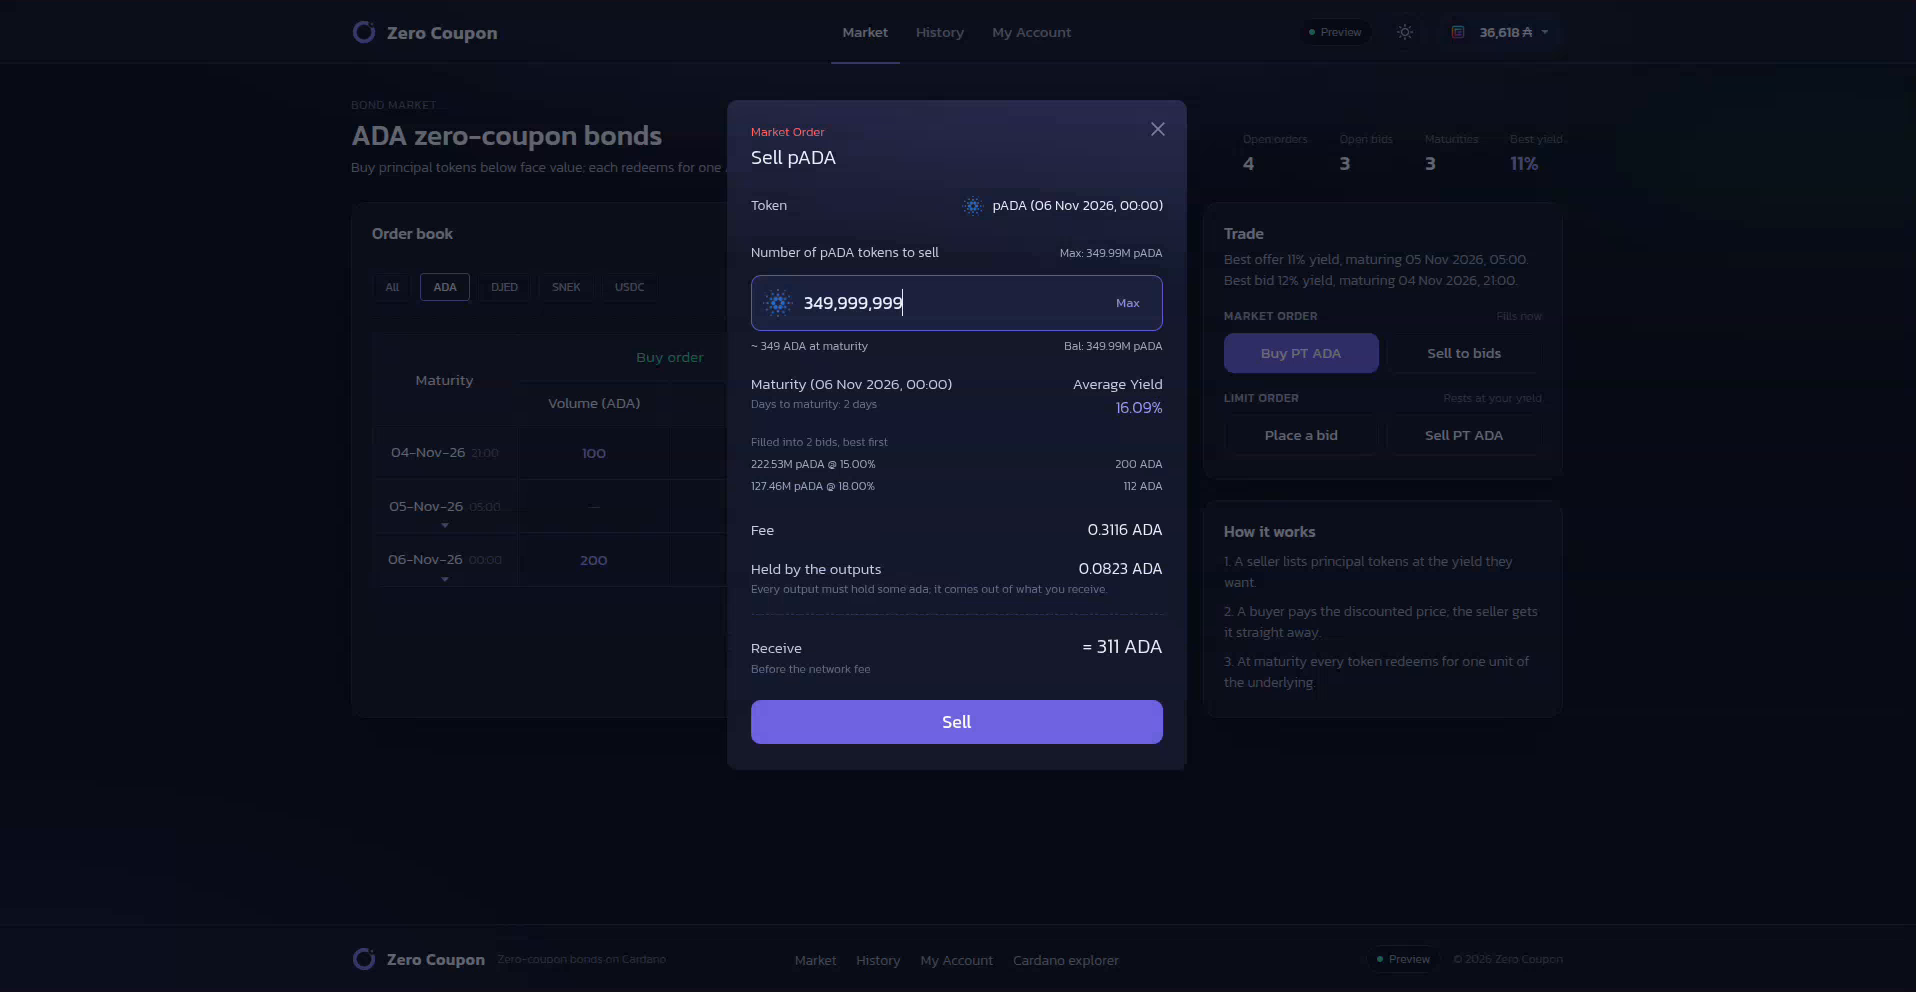 Zero Coupon
Market History My Account
Preview
36,618 ₳
BOND MARKET
ADA zero-coupon bonds
Buy principal tokens below face value: each redeems for one
Open orders Open bids Maturities Best yield
4 3 3 11%
Order book
All ADA DJED SNEK USDC
Maturity
Buy order
Volume (ADA)
04-Nov-26 21:00 100
05-Nov-26 05:00 —
06-Nov-26 00:00 200
Market Order
Sell pADA
Token pADA (06 Nov 2026, 00:00)
Number of pADA tokens to sell Max: 349.99M pADA
349,999,999 Max
~ 349 ADA at maturity Bal: 349.99M pADA
Maturity (06 Nov 2026, 00:00) Average Yield
Days to maturity: 2 days 16.09%
Filled into 2 bids, best first
222.53M pADA @ 15.00% 200 ADA
127.46M pADA @ 18.00% 112 ADA
Fee 0.3116 ADA
Held by the outputs 0.0823 ADA
Every output must hold some ada; it comes out of what you receive.
Receive = 311 ADA
Before the network fee
Sell
Trade
Best offer 11% yield, maturing 05 Nov 2026, 05:00.
Best bid 12% yield, maturing 04 Nov 2026, 21:00.
MARKET ORDER Fills now
Buy PT ADA Sell to bids
LIMIT ORDER Rests at your yield
Place a bid Sell PT ADA
How it works
1. A seller lists principal tokens at the yield they
want.
2. A buyer pays the discounted price; the seller gets
it straight away.
3. At maturity every token redeems for one unit of
the underlying.
Zero Coupon Zero-coupon bonds on Cardano
Market History My Account Cardano explorer
Preview © 2026 Zero Coupon